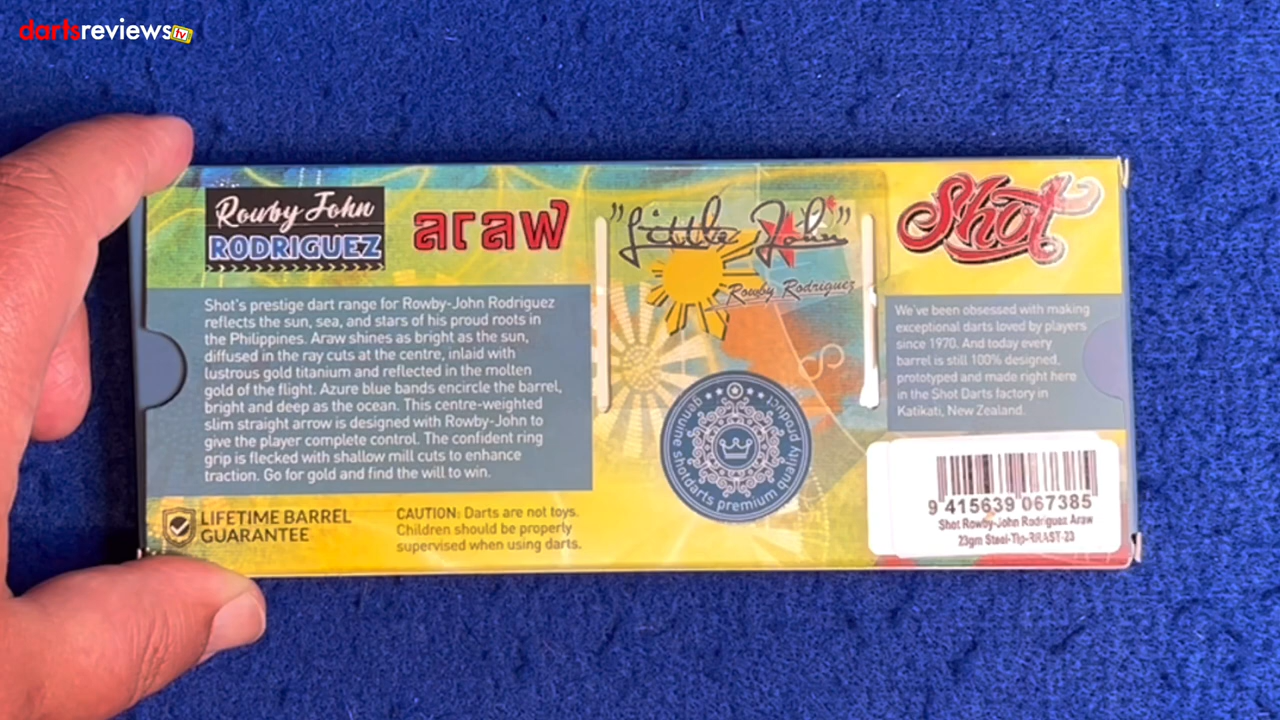 dartsreviews tv
Rowby John
RODRIGUEZ
araw
"Little John"
Rowby Rodriguez
Shot
Shot's prestige dart range for Rowby-John Rodriguez
reflects the sun, sea, and stars of his proud roots in
the Philippines. Araw shines as bright as the sun,
diffused in the ray cuts at the centre, inlaid with
lustrous gold titanium and reflected in the molten
gold of the flight. Azure blue bands encircle the barrel,
bright and deep as the ocean. This centre-weighted
slim straight arrow is designed with Rowby-John to
give the player complete control. The confident ring
grip is flecked with shallow mill cuts to enhance
traction. Go for gold and find the will to win.
We've been obsessed with making
exceptional darts loved by players
since 1970. And today every
barrel is still 100% designed,
prototyped and made right here
in the Shot Darts factory in
Katikati, New Zealand.
genuine shotdarts premium quality product
LIFETIME BARREL
GUARANTEE
CAUTION: Darts are not toys.
Children should be properly
supervised when using darts.
9 415639 067385
Shot Rowby-John Rodriguez Araw
23gm Steel-Tip-RRAST-23